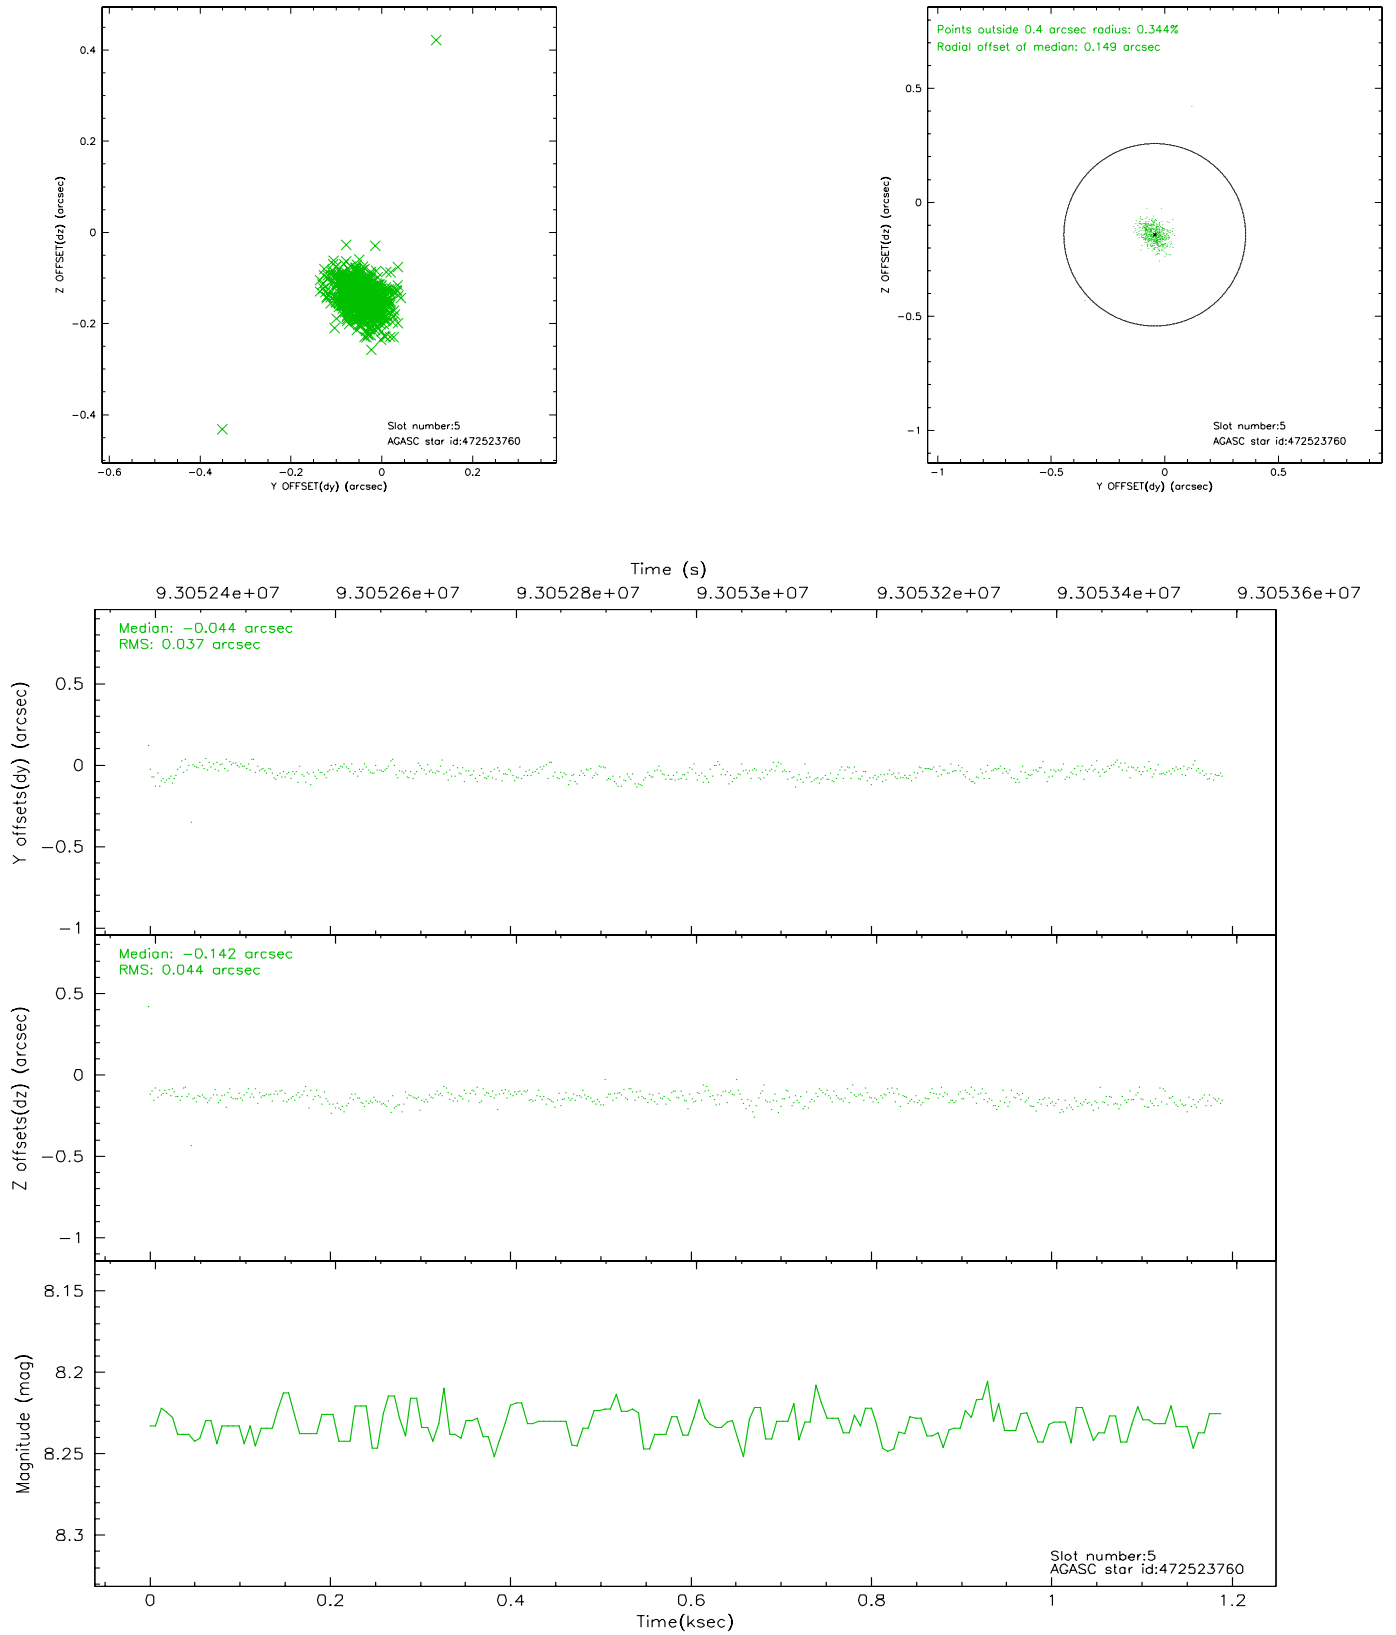 0.4
0.2
0
−0.2
−0.4
Z OFFSET(dz) (arcsec)
Slot number:5
AGASC star id:472523760
−0.6 −0.4 −0.2 0 0.2
Y OFFSET(dy) (arcsec)
Points outside 0.4 arcsec radius: 0.344%
Radial offset of median: 0.149 arcsec
0.5
0
−0.5
−1
Z OFFSET(dz) (arcsec)
Slot number:5
AGASC star id:472523760
−1 −0.5 0 0.5
Y OFFSET(dy) (arcsec)
Time (s)
9.30524e+07 9.30526e+07 9.30528e+07 9.3053e+07 9.30532e+07 9.30534e+07 9.30536e+07
Median: −0.044 arcsec
RMS: 0.037 arcsec
0.5
0
−0.5
−1
Y offsets(dy) (arcsec)
Median: −0.142 arcsec
RMS: 0.044 arcsec
0.5
0
−0.5
−1
Z offsets(dz) (arcsec)
8.15
8.2
8.25
8.3
Magnitude (mag)
Slot number:5
AGASC star id:472523760
0 0.2 0.4 0.6 0.8 1 1.2
Time(ksec)